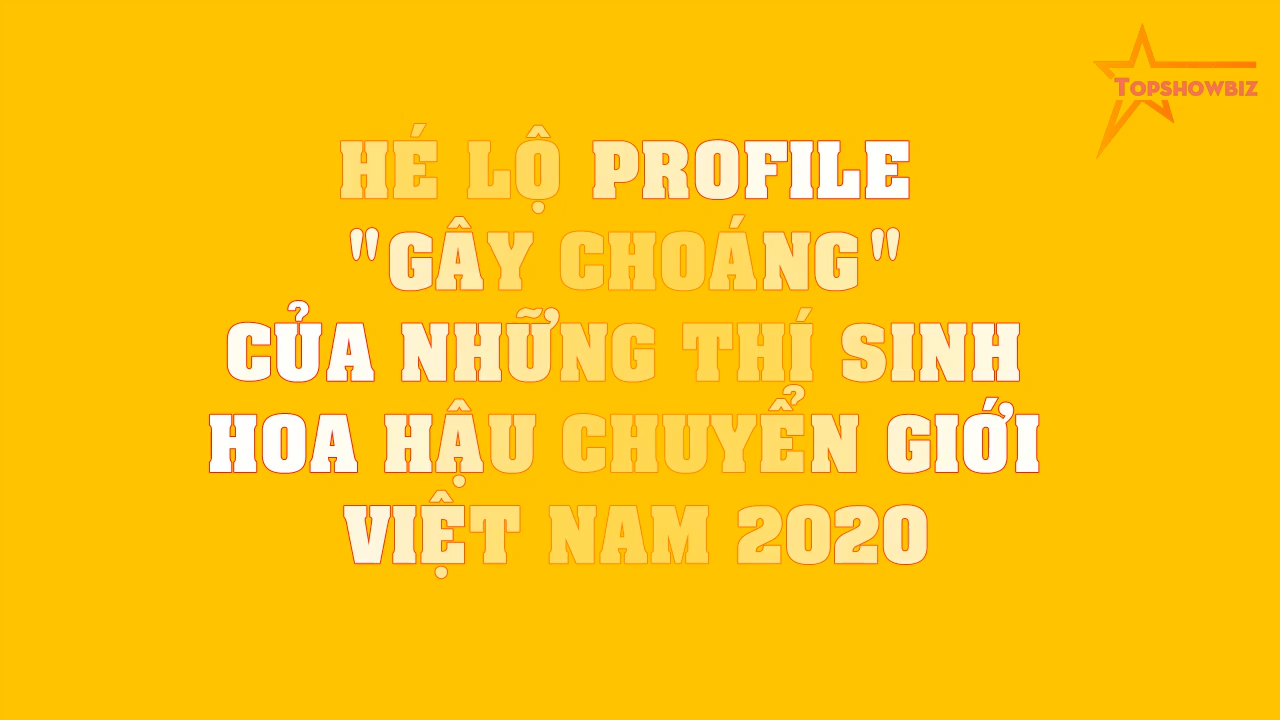 TOPSHOWBIZ
HÉ LỘ PROFILE
"GÂY CHOÁNG"
CỦA NHỮNG THÍ SINH
HOA HẬU CHUYỂN GIỚI
VIỆT NAM 2020